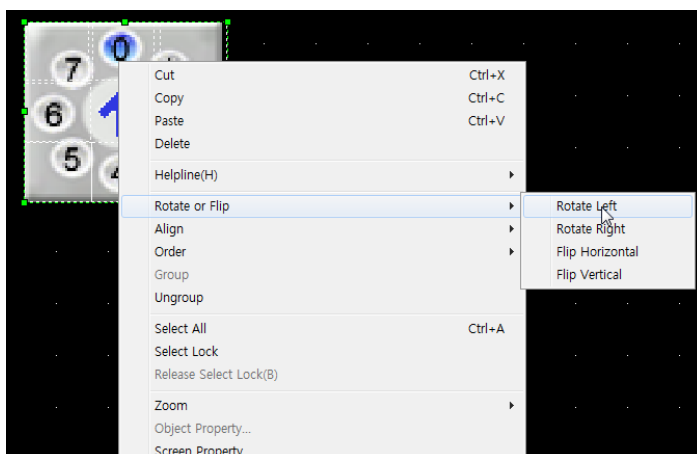 0
7
6
5
4
Cut Ctrl+X
Copy Ctrl+C
Paste Ctrl+V
Delete
Helpline(H)
Rotate or Flip
Rotate Left
Align
Rotate Right
Order
Flip Horizontal
Group
Flip Vertical
Ungroup
Select All Ctrl+A
Select Lock
Release Select Lock(B)
Zoom
Object Property...
Screen Property